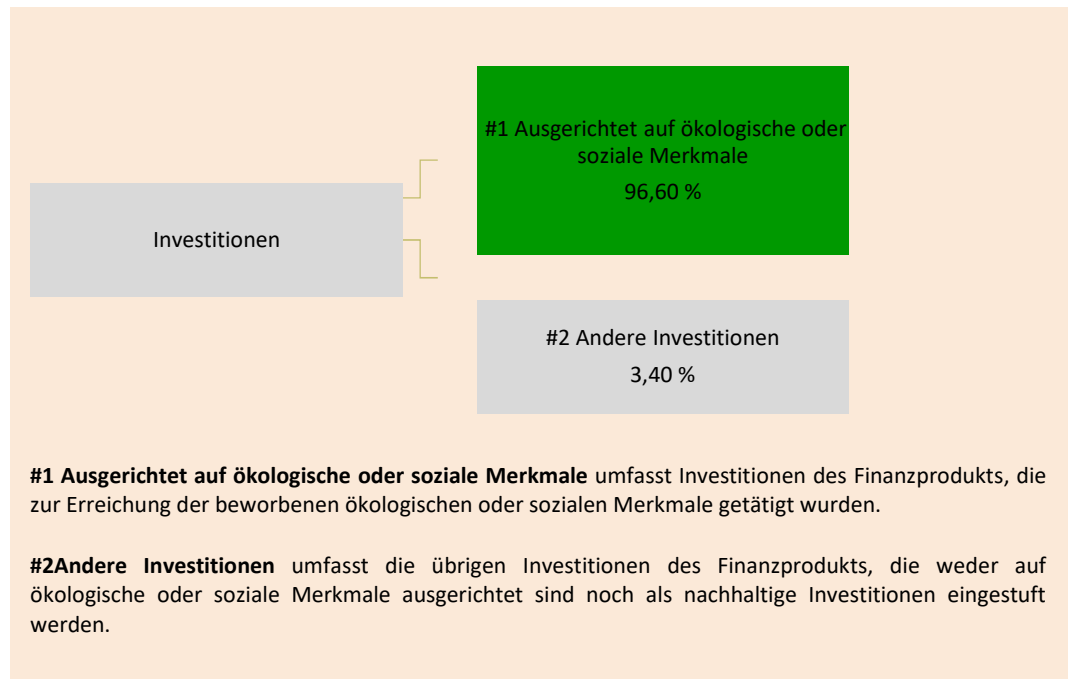 #1 Ausgerichtet auf ökologische oder
soziale Merkmale
96,60 %
Investitionen
#2 Andere Investitionen
3,40 %
#1 Ausgerichtet auf ökologische oder soziale Merkmale umfasst Investitionen des Finanzprodukts, die
zur Erreichung der beworbenen ökologischen oder sozialen Merkmale getätigt wurden.
#2Andere Investitionen umfasst die übrigen Investitionen des Finanzprodukts, die weder auf
ökologische oder soziale Merkmale ausgerichtet sind noch als nachhaltige Investitionen eingestuft
werden.